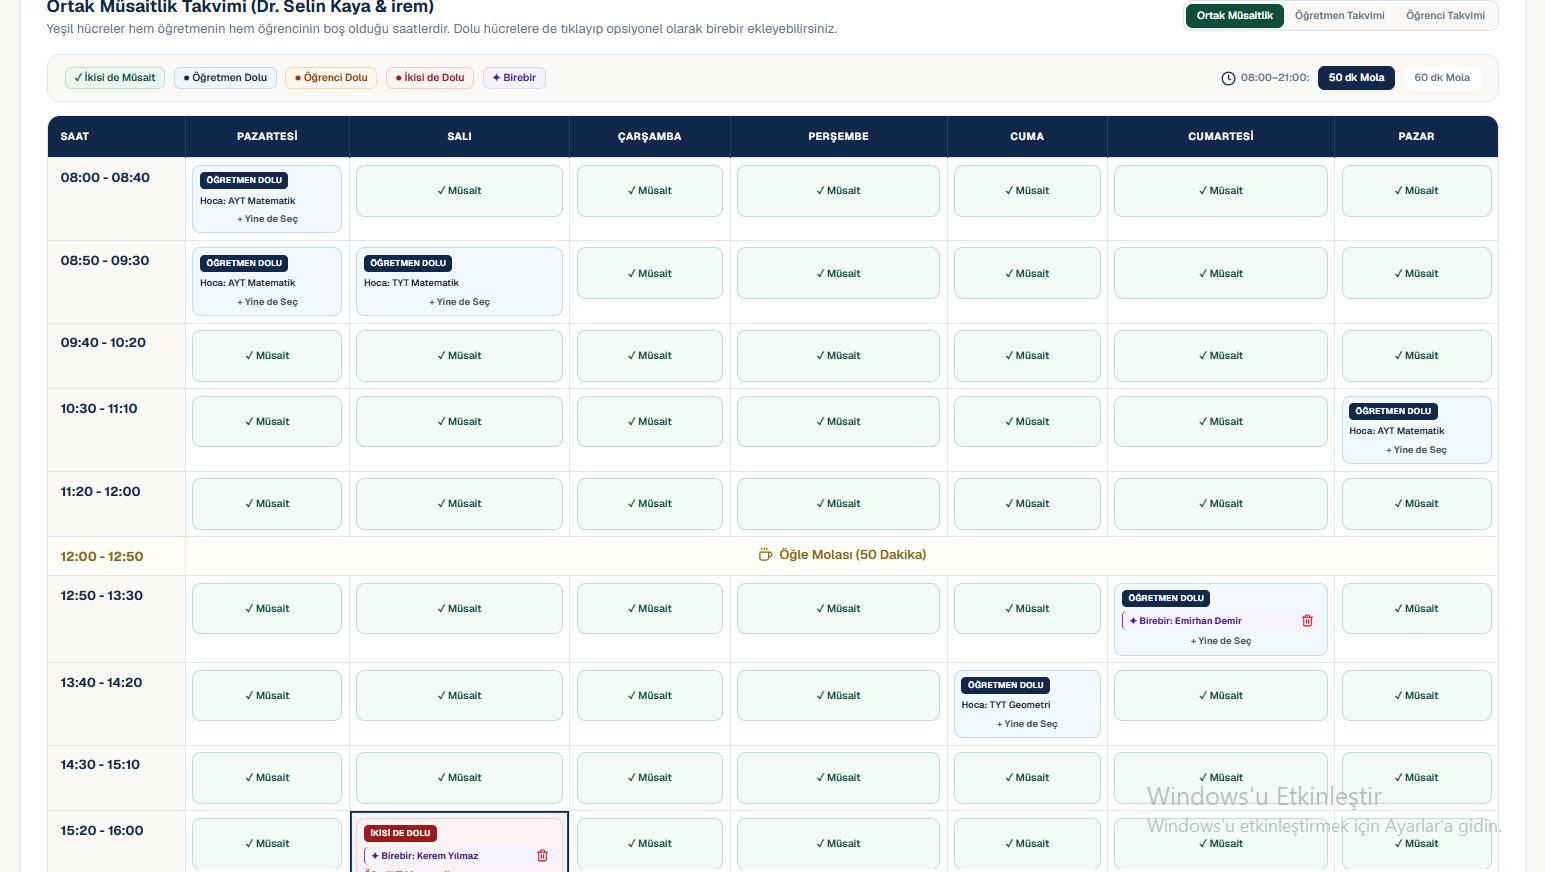 Ortak Müsaitlik Takvimi (Dr. Selin Kaya & irem)
Yeşil hücreler hem öğretmenin hem öğrencinin boş olduğu saatlerdir. Dolu hücrelere de tıklayıp opsiyonel olarak birebir ekleyebilirsiniz.
Ortak Müsaitlik Öğretmen Takvimi Öğrenci Takvimi
✓ İkisi de Müsait ● Öğretmen Dolu ● Öğrenci Dolu ● İkisi de Dolu ✦ Birebir 08:00–21:00: 50 dk Mola 60 dk Mola
SAAT PAZARTESİ SALI ÇARŞAMBA PERŞEMBE CUMA CUMARTESİ PAZAR
08:00 - 08:40
ÖĞRETMEN DOLU
Hoca: AYT Matematik
+ Yine de Seç
✓ Müsait
✓ Müsait
✓ Müsait
✓ Müsait
✓ Müsait
✓ Müsait
08:50 - 09:30
ÖĞRETMEN DOLU
Hoca: AYT Matematik
+ Yine de Seç
ÖĞRETMEN DOLU
Hoca: TYT Matematik
+ Yine de Seç
✓ Müsait
✓ Müsait
✓ Müsait
✓ Müsait
✓ Müsait
09:40 - 10:20
✓ Müsait
✓ Müsait
✓ Müsait
✓ Müsait
✓ Müsait
✓ Müsait
✓ Müsait
10:30 - 11:10
✓ Müsait
✓ Müsait
✓ Müsait
✓ Müsait
✓ Müsait
✓ Müsait
ÖĞRETMEN DOLU
Hoca: AYT Matematik
+ Yine de Seç
11:20 - 12:00
✓ Müsait
✓ Müsait
✓ Müsait
✓ Müsait
✓ Müsait
✓ Müsait
✓ Müsait
12:00 - 12:50
Öğle Molası (50 Dakika)
12:50 - 13:30
✓ Müsait
✓ Müsait
✓ Müsait
✓ Müsait
✓ Müsait
ÖĞRETMEN DOLU
✦ Birebir: Emirhan Demir
+ Yine de Seç
✓ Müsait
13:40 - 14:20
✓ Müsait
✓ Müsait
✓ Müsait
✓ Müsait
ÖĞRETMEN DOLU
Hoca: TYT Geometri
+ Yine de Seç
✓ Müsait
✓ Müsait
14:30 - 15:10
✓ Müsait
✓ Müsait
✓ Müsait
✓ Müsait
✓ Müsait
✓ Müsait
✓ Müsait
15:20 - 16:00
✓ Müsait
İKİSİ DE DOLU
✦ Birebir: Kerem Yılmaz
✓ Müsait
✓ Müsait
✓ Müsait
✓ Müsait
✓ Müsait
Windows'u Etkinleştir
Windows'u etkinleştirmek için Ayarlar'a gidin.